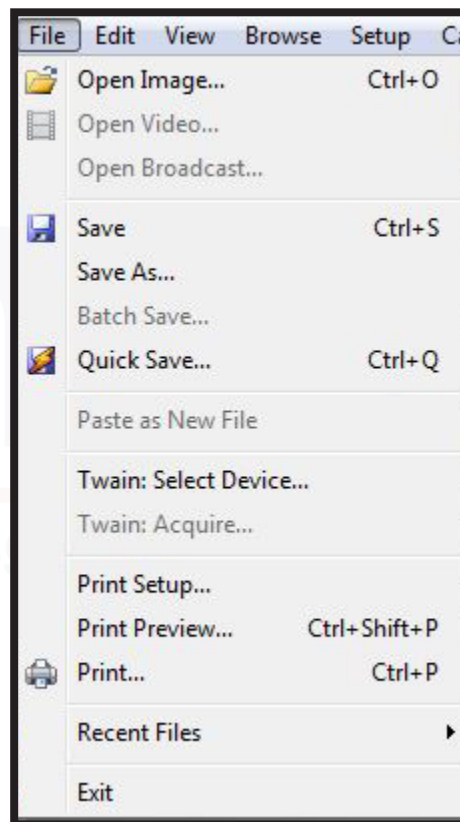 File Edit View Browse Setup
Open Image... Ctrl+O
Open Video...
Open Broadcast...
Save Ctrl+S
Save As...
Batch Save...
Quick Save... Ctrl+Q
Paste as New File
Twain: Select Device...
Twain: Acquire...
Print Setup...
Print Preview... Ctrl+Shift+P
Print... Ctrl+P
Recent Files
Exit